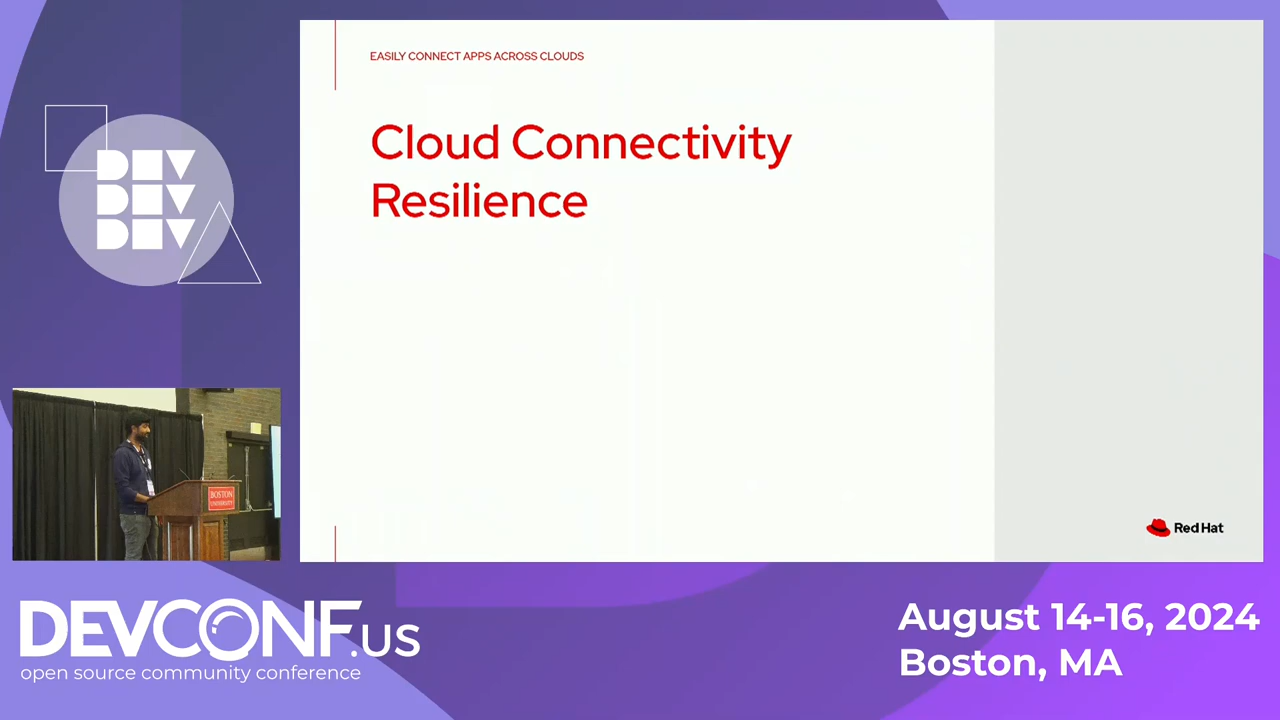 EASILY CONNECT APPS ACROSS CLOUDS
Cloud Connectivity
Resilience
Red Hat
DEV
DEV
DEV
BOSTON
UNIVERSITY
DEVCONF.US
open source community conference
August 14-16, 2024
Boston, MA